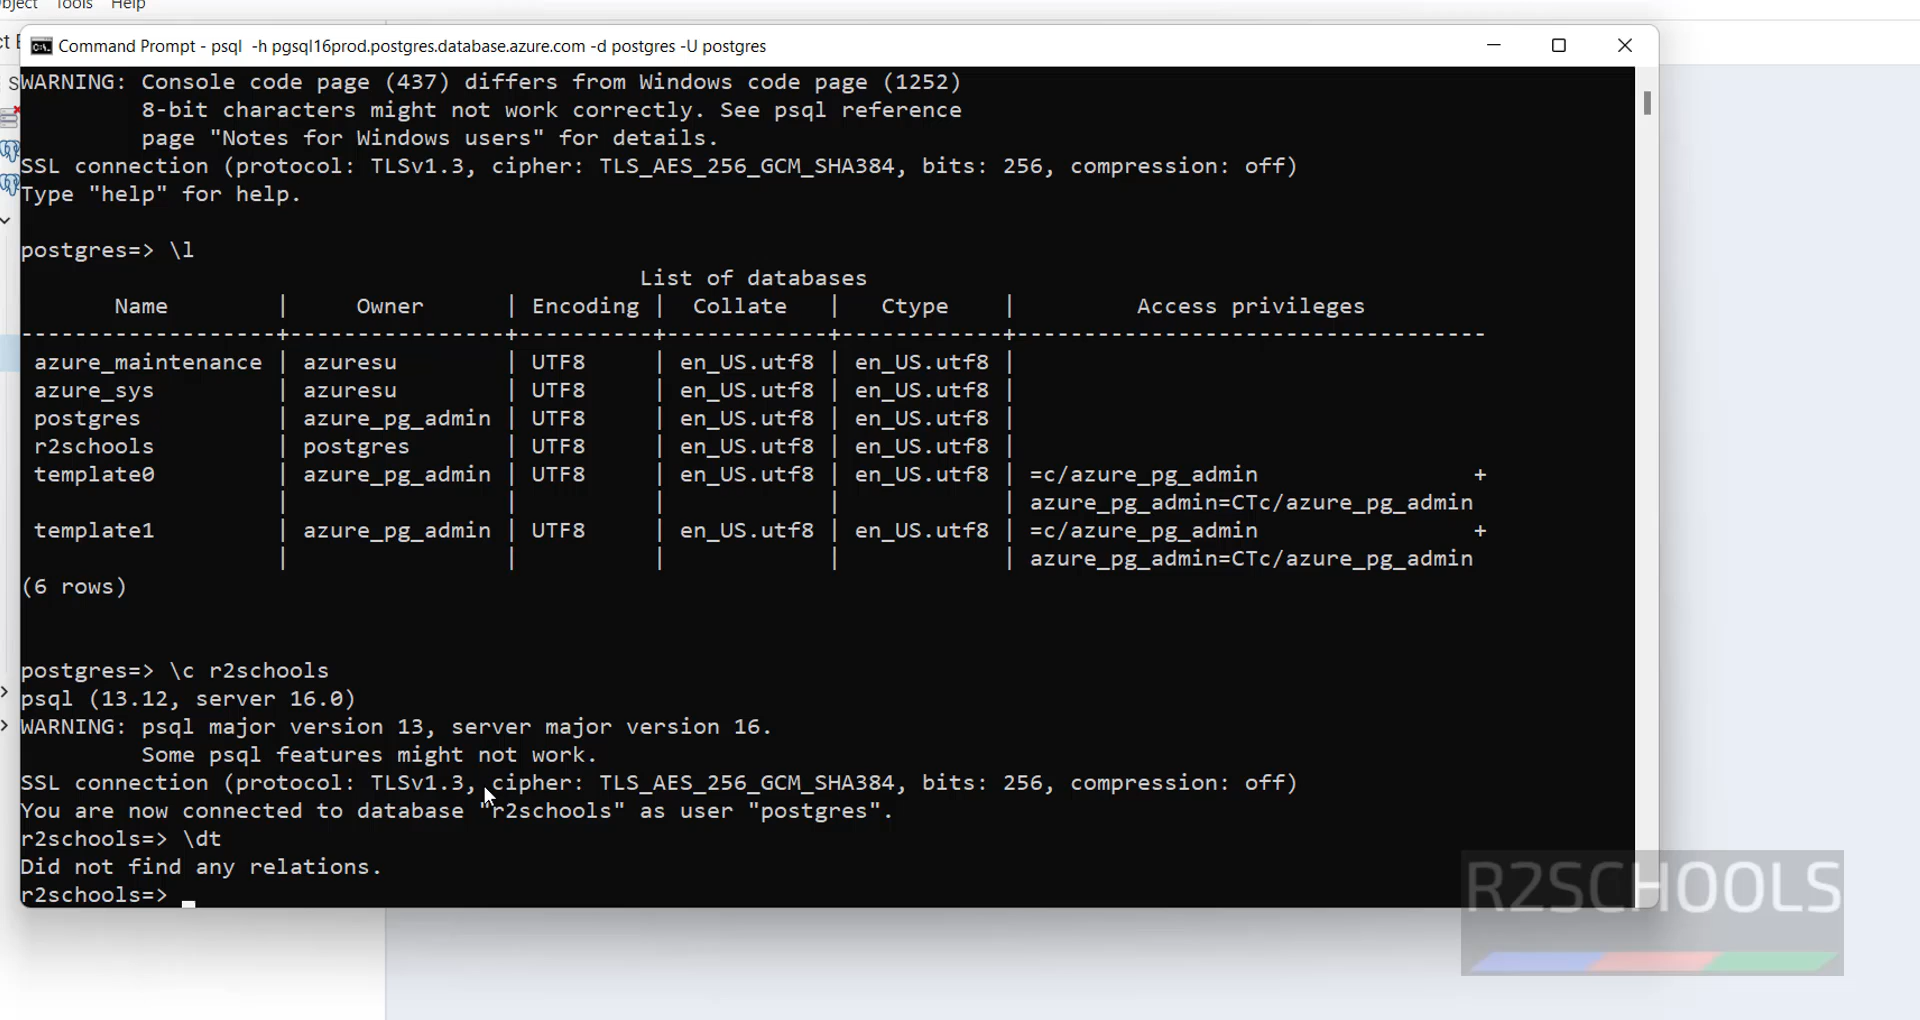 Tools Help
Command Prompt - psql -h pgsql16prod.postgres.database.azure.com -d postgres -U postgres
WARNING: Console code page (437) differs from Windows code page (1252)
         8-bit characters might not work correctly. See psql reference
         page "Notes for Windows users" for details.
SSL connection (protocol: TLSv1.3, cipher: TLS_AES_256_GCM_SHA384, bits: 256, compression: off)
Type "help" for help.
postgres=> \l
List of databases
Name | Owner | Encoding | Collate | Ctype | Access privileges
-------------------+----------------+----------+------------+------------+-----------------------------------
azure_maintenance | azuresu | UTF8 | en_US.utf8 | en_US.utf8 |
azure_sys | azuresu | UTF8 | en_US.utf8 | en_US.utf8 |
postgres | azure_pg_admin | UTF8 | en_US.utf8 | en_US.utf8 |
r2schools | postgres | UTF8 | en_US.utf8 | en_US.utf8 |
template0 | azure_pg_admin | UTF8 | en_US.utf8 | en_US.utf8 | =c/azure_pg_admin +
| | | | | azure_pg_admin=CTc/azure_pg_admin
template1 | azure_pg_admin | UTF8 | en_US.utf8 | en_US.utf8 | =c/azure_pg_admin +
| | | | | azure_pg_admin=CTc/azure_pg_admin
(6 rows)
postgres=> \c r2schools
psql (13.12, server 16.0)
WARNING: psql major version 13, server major version 16.
         Some psql features might not work.
SSL connection (protocol: TLSv1.3, cipher: TLS_AES_256_GCM_SHA384, bits: 256, compression: off)
You are now connected to database "r2schools" as user "postgres".
r2schools=> \dt
Did not find any relations.
r2schools=>
R2SCHOOLS